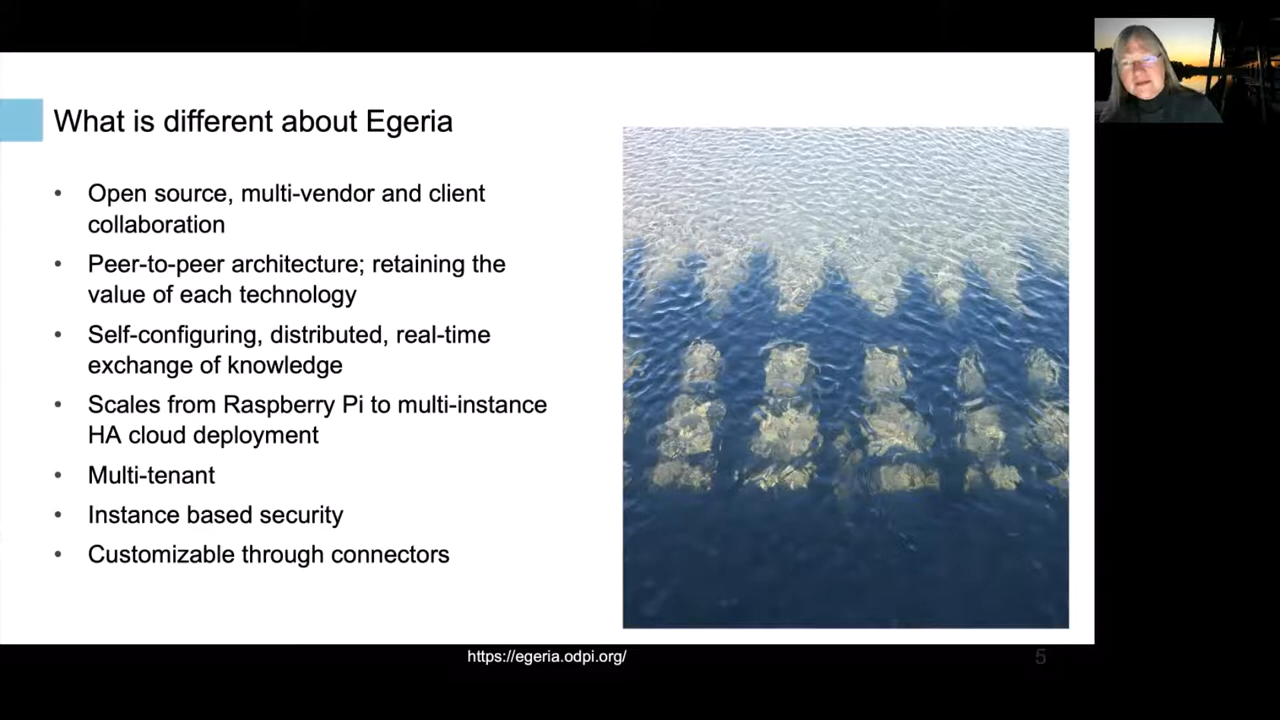 What is different about Egeria
• Open source, multi-vendor and client
collaboration
• Peer-to-peer architecture; retaining the
value of each technology
• Self-configuring, distributed, real-time
exchange of knowledge
• Scales from Raspberry Pi to multi-instance
HA cloud deployment
• Multi-tenant
• Instance based security
• Customizable through connectors
https://egeria.odpi.org/
5